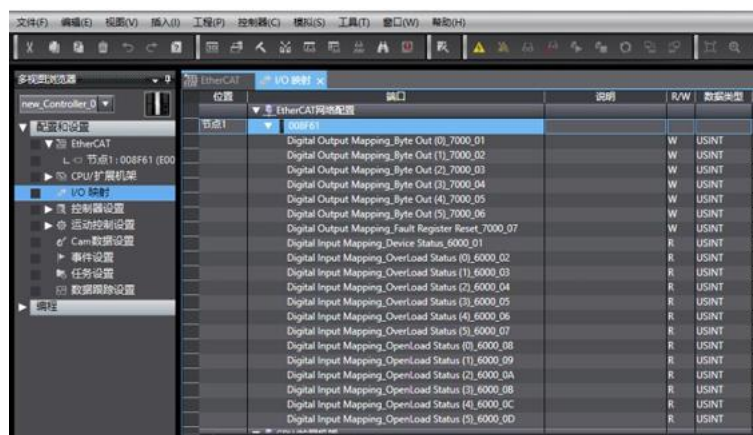 文件(F) 编辑(E) 视图(V) 插入(I) 工程(P) 控制器(C) 模拟(S) 工具(T) 窗口(W) 帮助(H)
多视图浏览器
EtherCAT I/O 映射
new_Controller_0
配置和设置
EtherCAT
节点1 : 008F61 (E00
CPU/扩展机架
I/O 映射
控制器设置
运动控制设置
Cam数据设置
事件设置
任务设置
数据跟踪设置
编程
位置 端口 说明 R/W 数据类型
EtherCAT网络配置
节点1 008F61
Digital Output Mapping_Byte Out (0)_7000_01 W USINT
Digital Output Mapping_Byte Out (1)_7000_02 W USINT
Digital Output Mapping_Byte Out (2)_7000_03 W USINT
Digital Output Mapping_Byte Out (3)_7000_04 W USINT
Digital Output Mapping_Byte Out (4)_7000_05 W USINT
Digital Output Mapping_Byte Out (5)_7000_06 W USINT
Digital Output Mapping_Fault Register Reset_7000_07 W USINT
Digital Input Mapping_Device Status_6000_01 R USINT
Digital Input Mapping_OverLoad Status (0)_6000_02 R USINT
Digital Input Mapping_OverLoad Status (1)_6000_03 R USINT
Digital Input Mapping_OverLoad Status (2)_6000_04 R USINT
Digital Input Mapping_OverLoad Status (3)_6000_05 R USINT
Digital Input Mapping_OverLoad Status (4)_6000_06 R USINT
Digital Input Mapping_OverLoad Status (5)_6000_07 R USINT
Digital Input Mapping_OpenLoad Status (0)_6000_08 R USINT
Digital Input Mapping_OpenLoad Status (1)_6000_09 R USINT
Digital Input Mapping_OpenLoad Status (2)_6000_0A R USINT
Digital Input Mapping_OpenLoad Status (3)_6000_0B R USINT
Digital Input Mapping_OpenLoad Status (4)_6000_0C R USINT
Digital Input Mapping_OpenLoad Status (5)_6000_0D R USINT